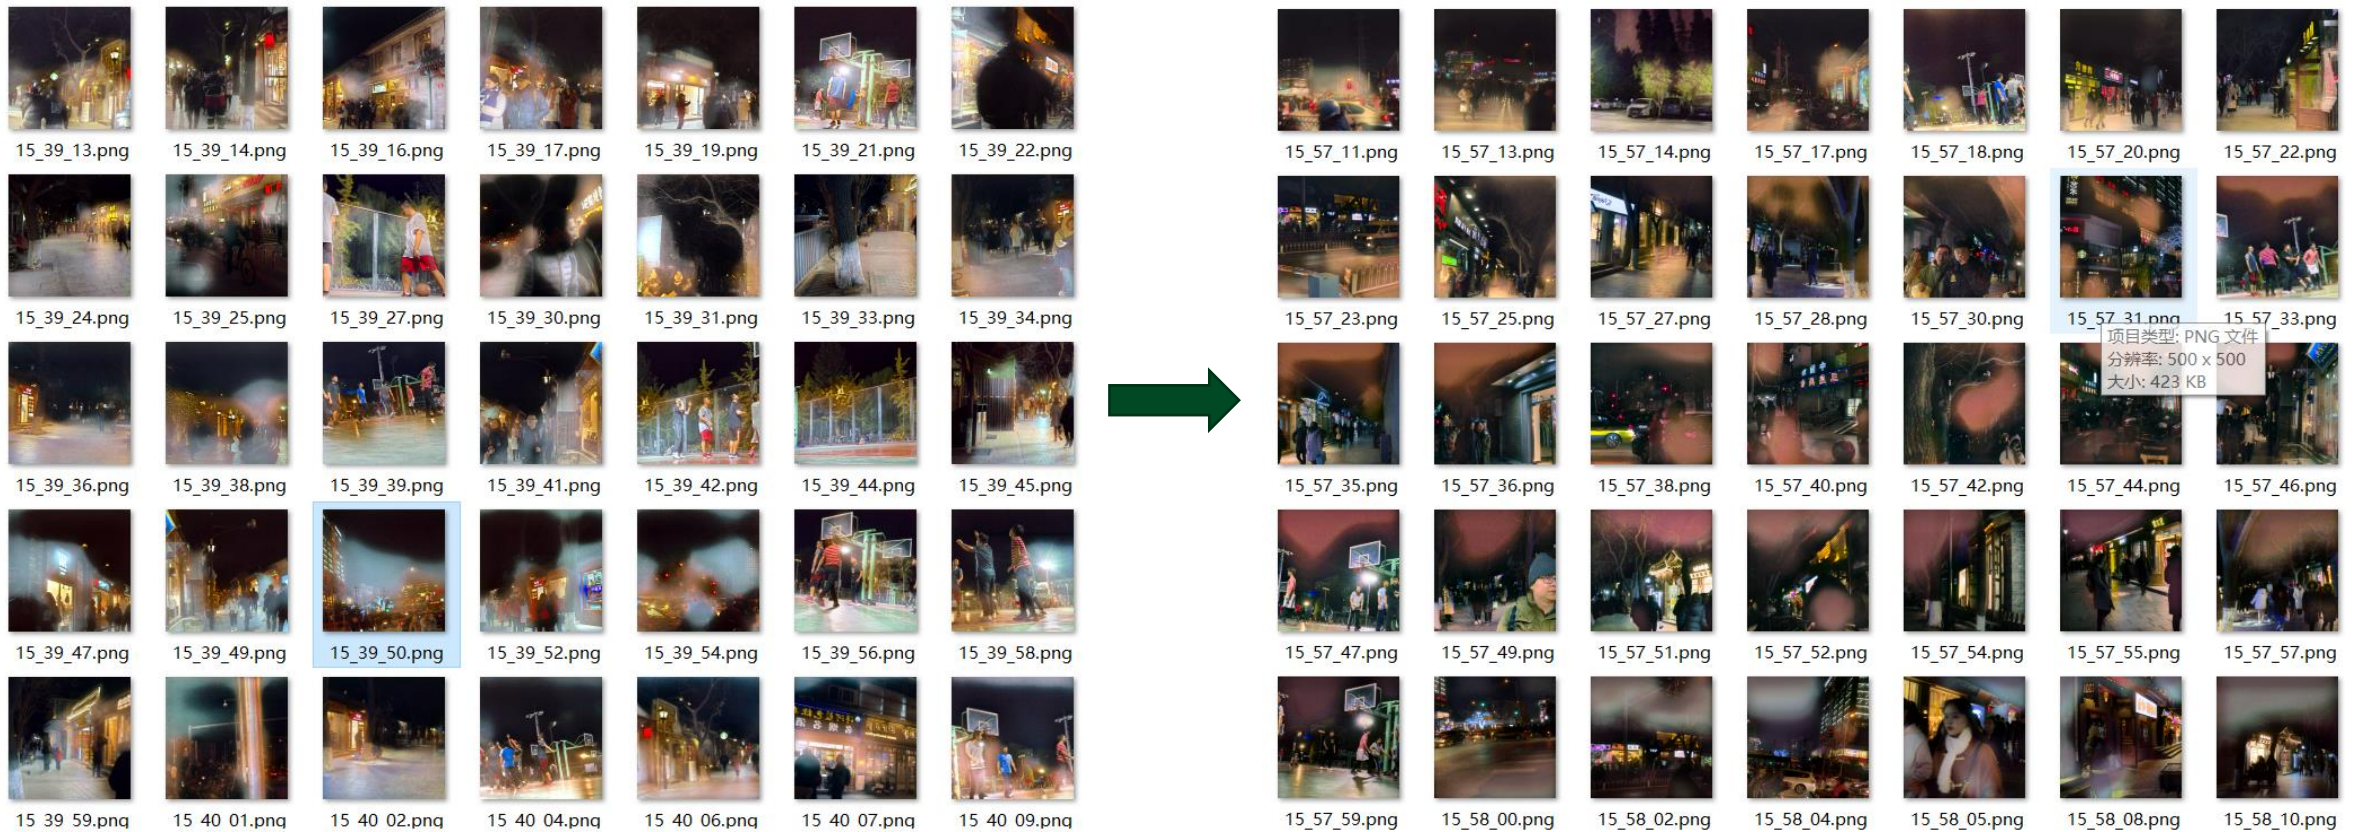 15_39_13.png 15_39_14.png 15_39_16.png 15_39_17.png 15_39_19.png 15_39_21.png 15_39_22.png
15_39_24.png 15_39_25.png 15_39_27.png 15_39_30.png 15_39_31.png 15_39_33.png 15_39_34.png
15_39_36.png 15_39_38.png 15_39_39.png 15_39_41.png 15_39_42.png 15_39_44.png 15_39_45.png
15_39_47.png 15_39_49.png 15_39_50.png 15_39_52.png 15_39_54.png 15_39_56.png 15_39_58.png
15_39_59.png 15_40_01.png 15_40_02.png 15_40_04.png 15_40_06.png 15_40_07.png 15_40_09.png
15_57_11.png 15_57_13.png 15_57_14.png 15_57_17.png 15_57_18.png 15_57_20.png 15_57_22.png
15_57_23.png 15_57_25.png 15_57_27.png 15_57_28.png 15_57_30.png 15_57_31.png 15_57_33.png
项目类型: PNG 文件
分辨率: 500 x 500
大小: 423 KB
15_57_35.png 15_57_36.png 15_57_38.png 15_57_40.png 15_57_42.png 15_57_44.png 15_57_46.png
15_57_47.png 15_57_49.png 15_57_51.png 15_57_52.png 15_57_54.png 15_57_55.png 15_57_57.png
15_57_59.png 15_58_00.png 15_58_02.png 15_58_04.png 15_58_05.png 15_58_08.png 15_58_10.png